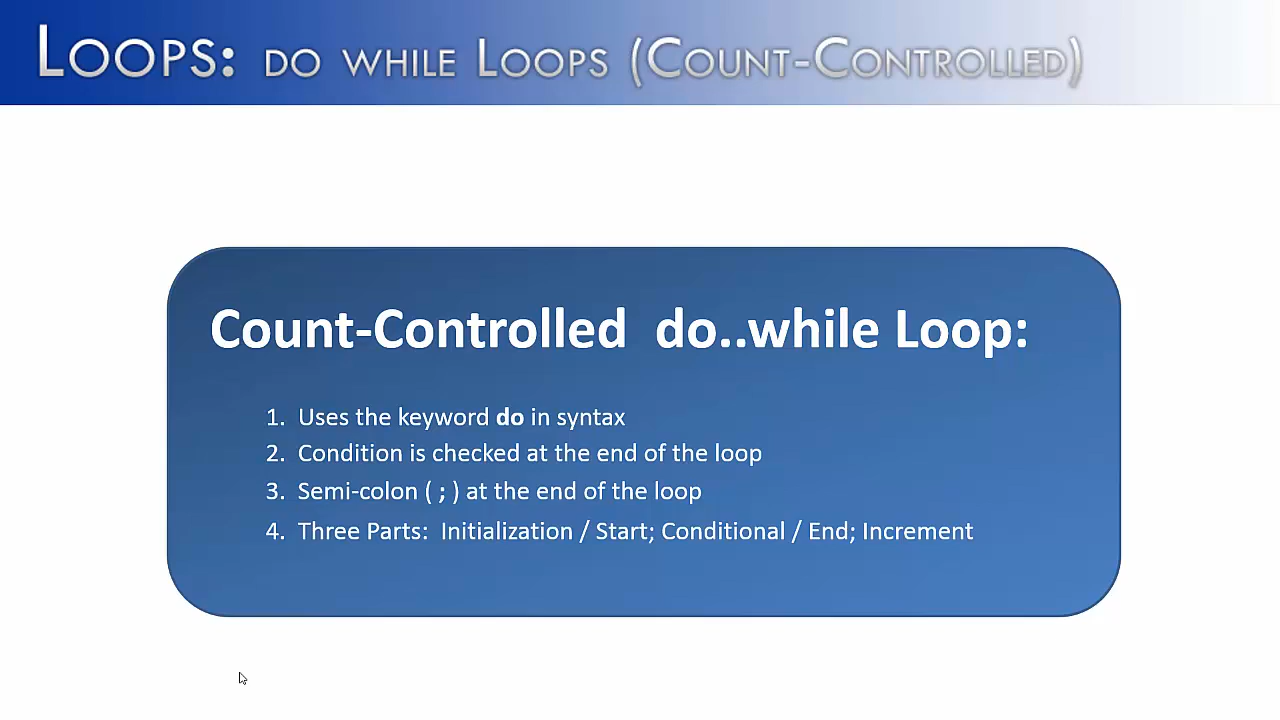 Loops: do while Loops (Count-Controlled)
Count-Controlled do..while Loop:
1. Uses the keyword do in syntax
2. Condition is checked at the end of the loop
3. Semi-colon ( ; ) at the end of the loop
4. Three Parts: Initialization / Start; Conditional / End; Increment